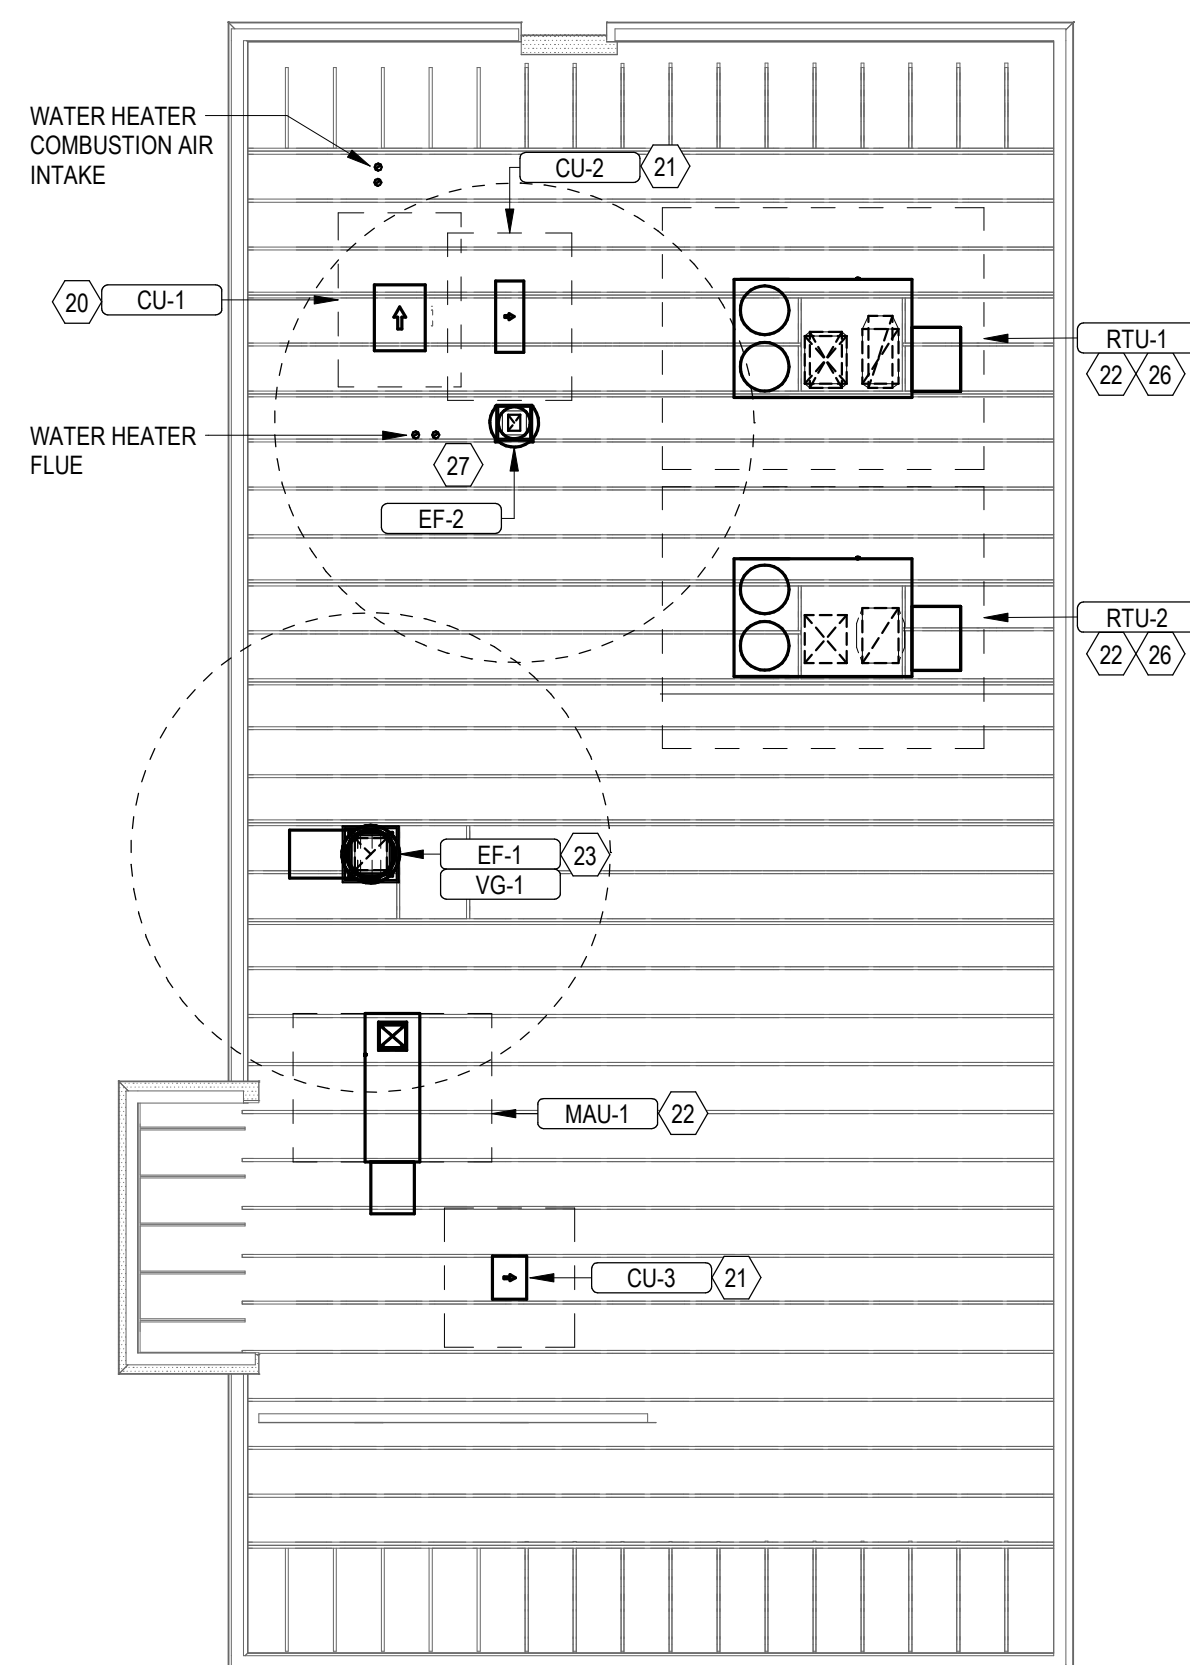 WATER HEATER
COMBUSTION AIR
INTAKE
CU-2 21
20 CU-1
RTU-1
22 26
WATER HEATER
FLUE
27
EF-2
RTU-2
22 26
EF-1 23
VG-1
MAU-1 22
CU-3 21